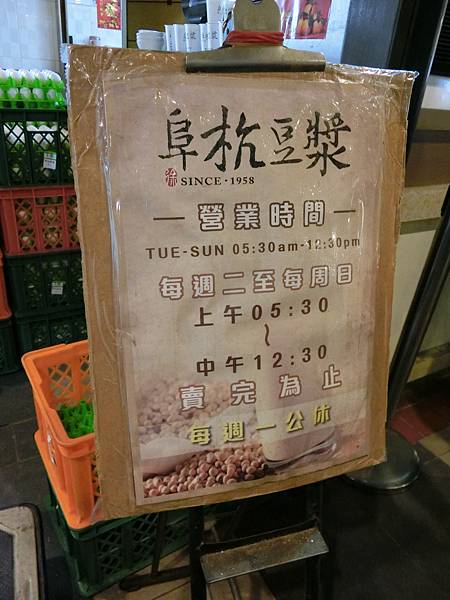 阜杭豆漿
SINCE·1958
營業時間
TUE-SUN 05:30am-12:30pm
每週二至每周日
上午05:30
~
中午12:30
賣完為止
每週一公休